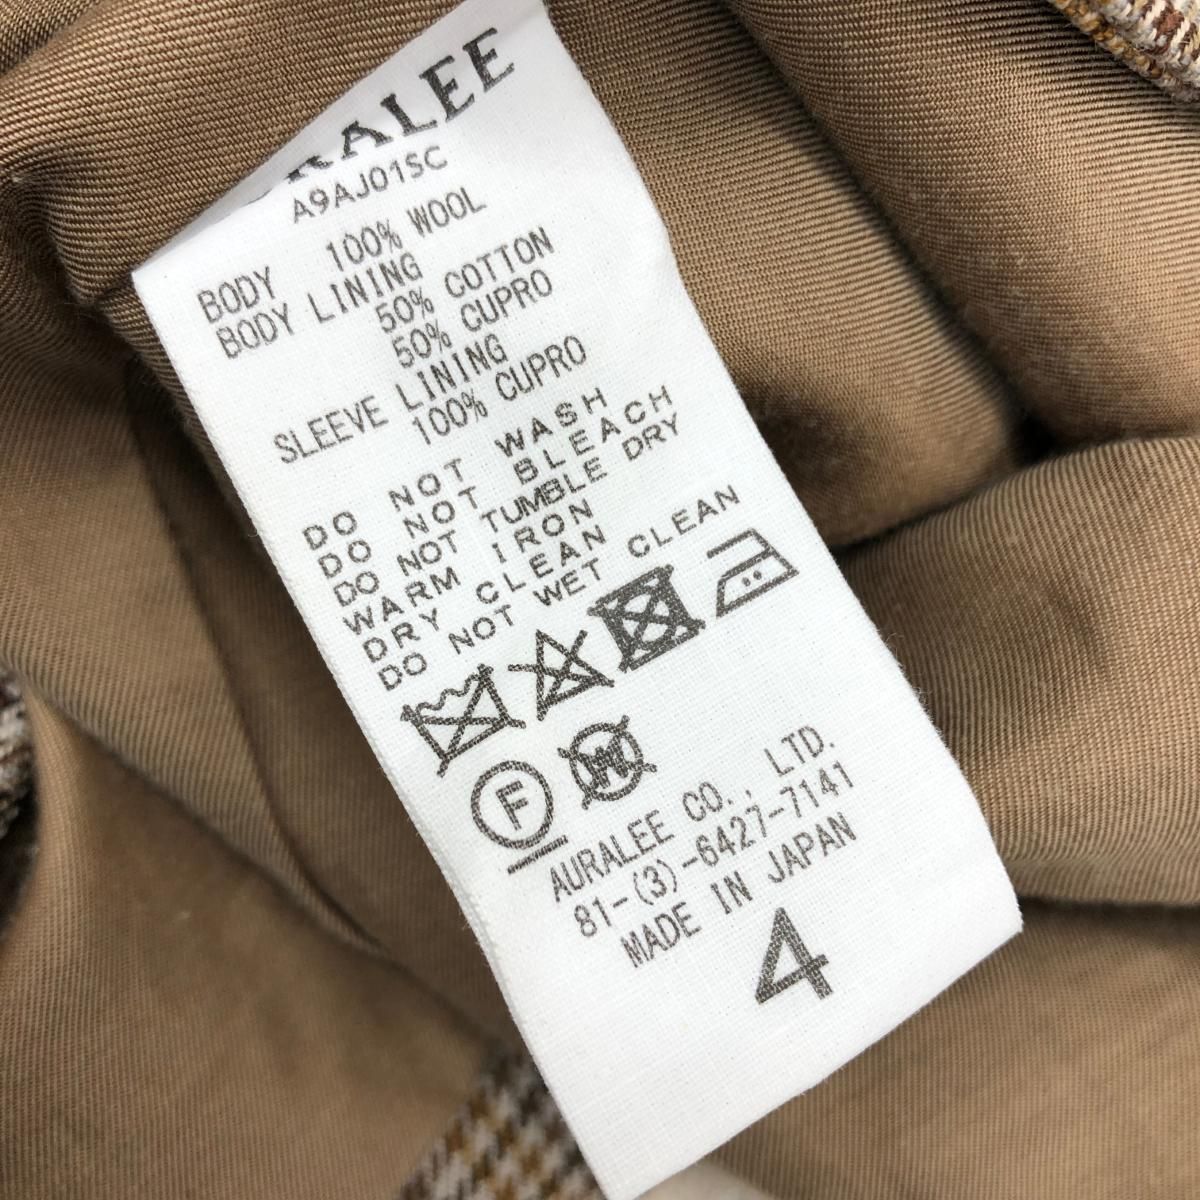 AURALEE
A9AJ01SC
BODY 100% WOOL
BODY LINING
50% COTTON
50% CUPRO
SLEEVE LINING
100% CUPRO
DO NOT WASH
DO NOT BLEACH
DO NOT TUMBLE DRY
WARM IRON
DRY CLEAN
DO NOT WET CLEAN
F W
AURALEE CO., LTD.
81-(3)-6427-7141
MADE IN JAPAN
4